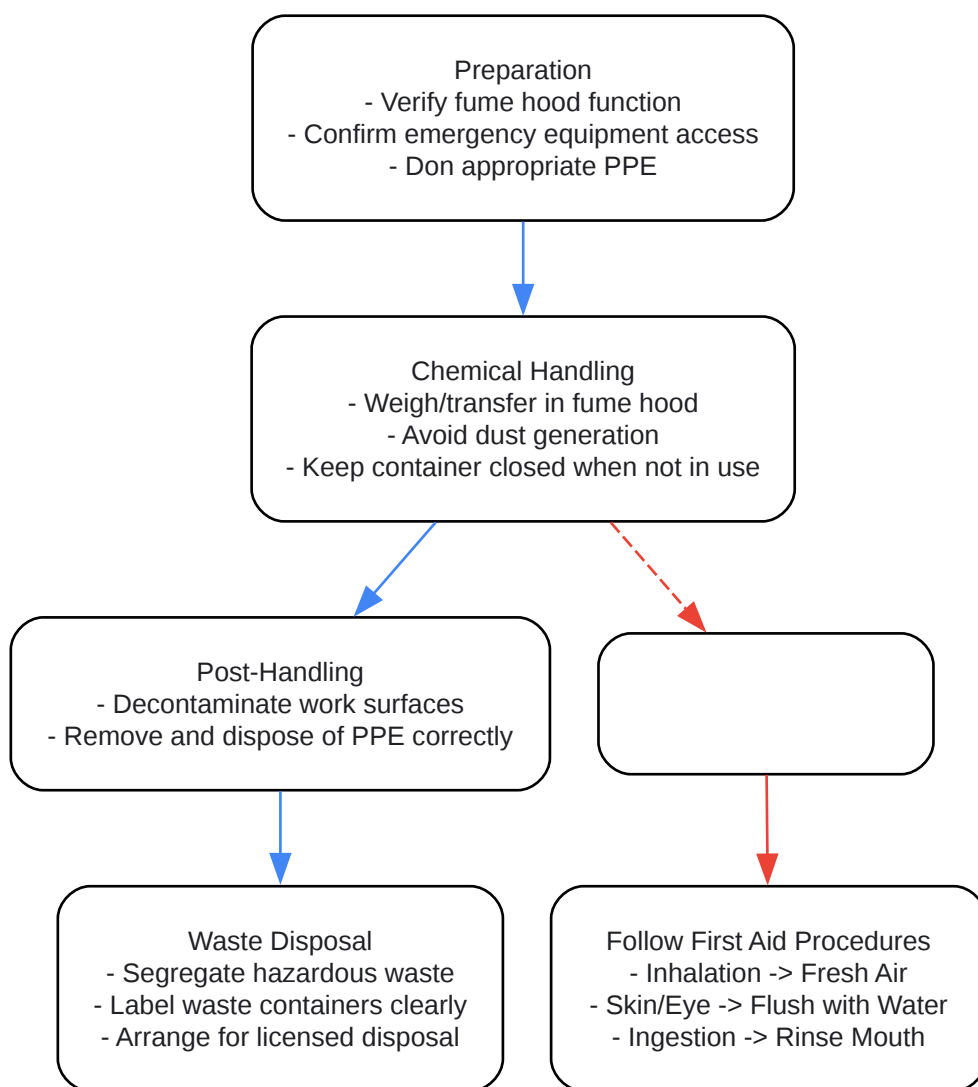 Preparation
- Verify fume hood function
- Confirm emergency equipment access
- Don appropriate PPE
Chemical Handling
- Weigh/transfer in fume hood
- Avoid dust generation
- Keep container closed when not in use
Post-Handling
- Decontaminate work surfaces
- Remove and dispose of PPE correctly
Waste Disposal
- Segregate hazardous waste
- Label waste containers clearly
- Arrange for licensed disposal
Follow First Aid Procedures
- Inhalation -> Fresh Air
- Skin/Eye -> Flush with Water
- Ingestion -> Rinse Mouth